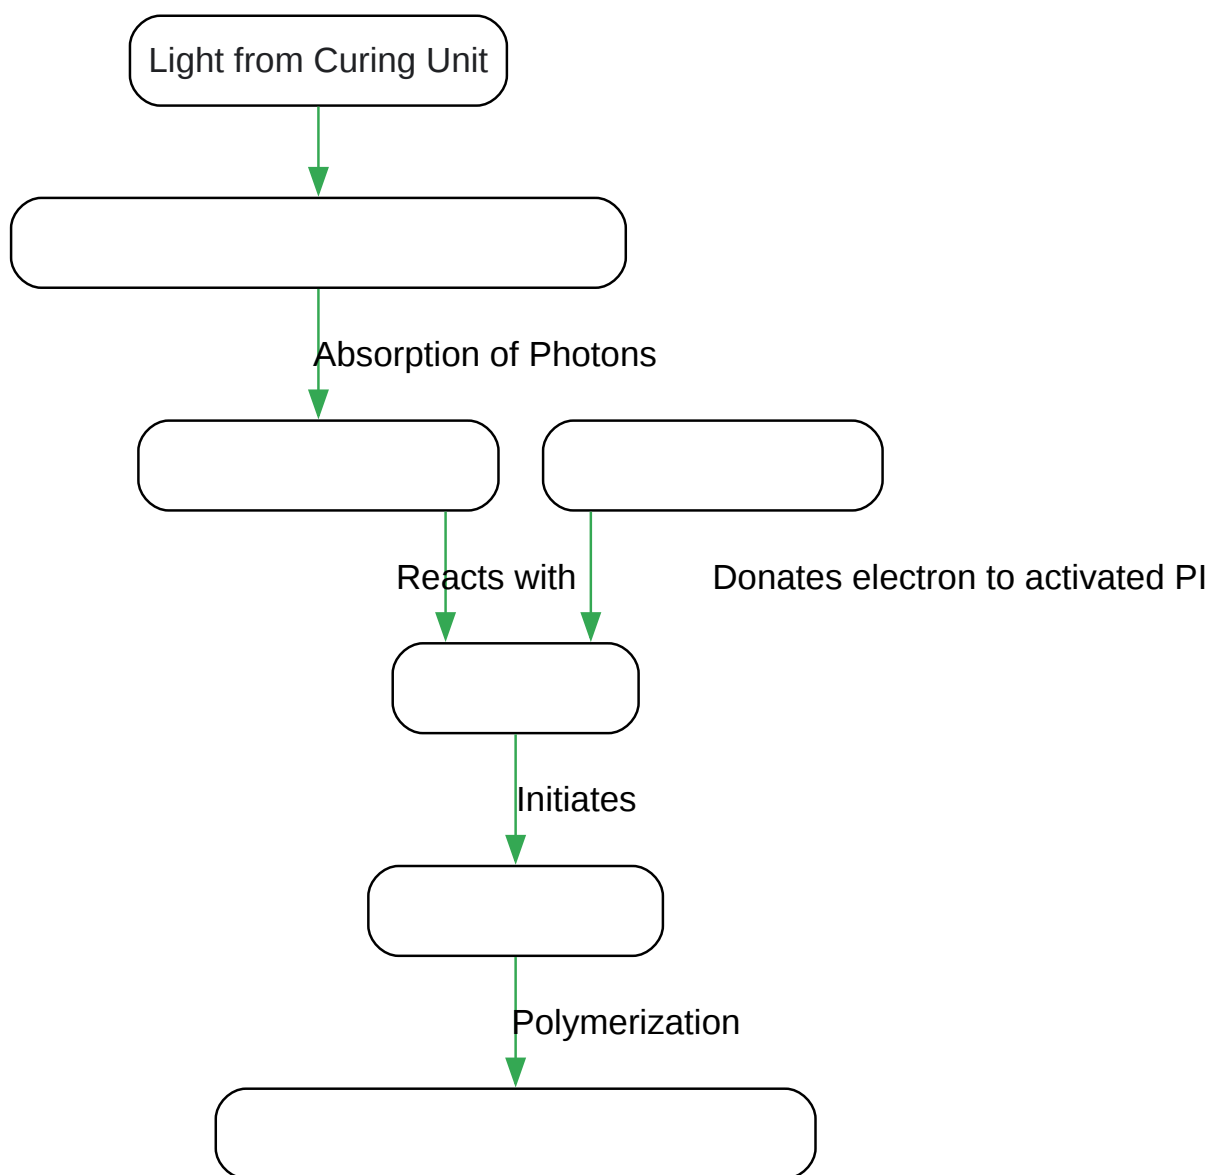 Light from Curing Unit
Absorption of Photons
Reacts with
Donates electron to activated PI
Initiates
Polymerization